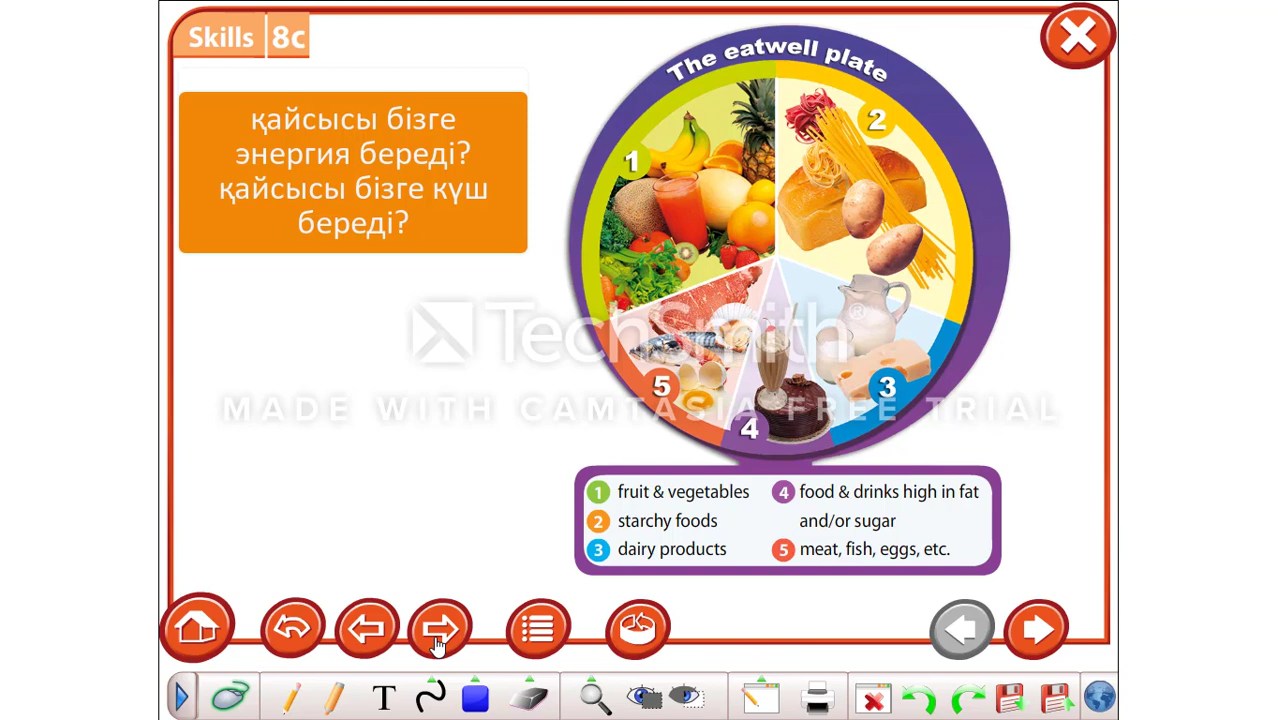 Skills 8c
қайсысы бізге
энергия береді?
қайсысы бізге күш
береді?
The eatwell plate
1
2
3
4
5
1 fruit & vegetables
2 starchy foods
3 dairy products
4 food & drinks high in fat
and/or sugar
5 meat, fish, eggs, etc.
TechSmith®
MADE WITH CAMTASIA FREE TRIAL
T